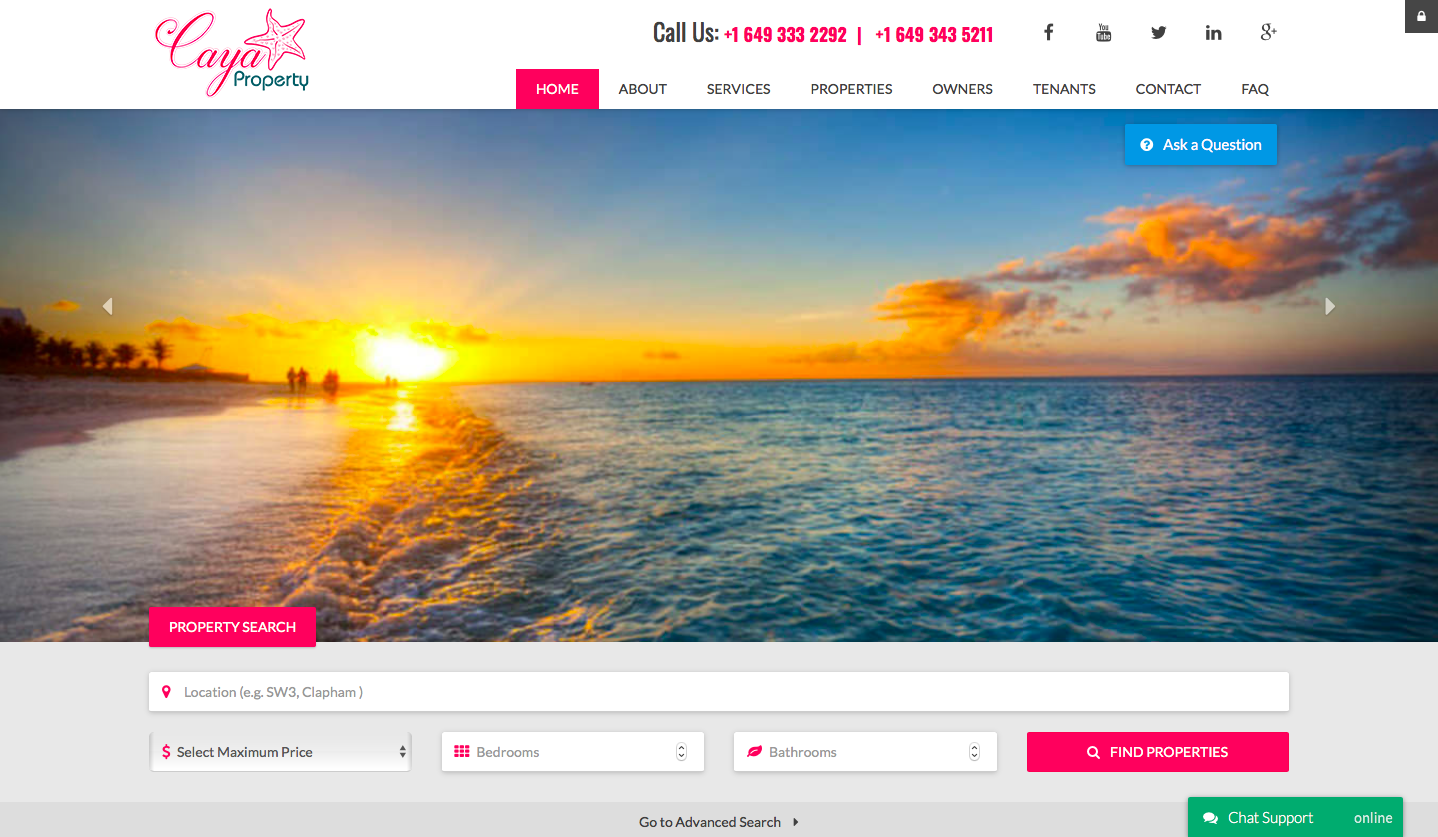 Caya
Property
Call Us: +1 649 333 2292 | +1 649 343 5211
You
Tube
g+
HOME ABOUT SERVICES PROPERTIES OWNERS TENANTS CONTACT FAQ
Ask a Question
PROPERTY SEARCH
Location (e.g. SW3, Clapham )
$ Select Maximum Price Bedrooms Bathrooms FIND PROPERTIES
Go to Advanced Search
Chat Support online